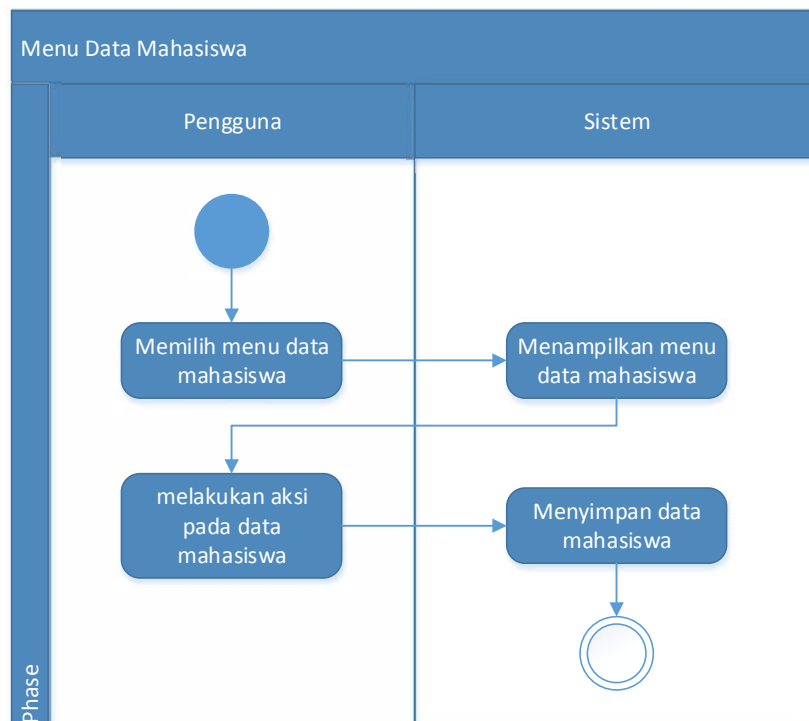 Menu Data Mahasiswa
Pengguna
Sistem
Memilih menu data
mahasiswa
Menampilkan menu
data mahasiswa
melakukan aksi
pada data
mahasiswa
Menyimpan data
mahasiswa
Phase